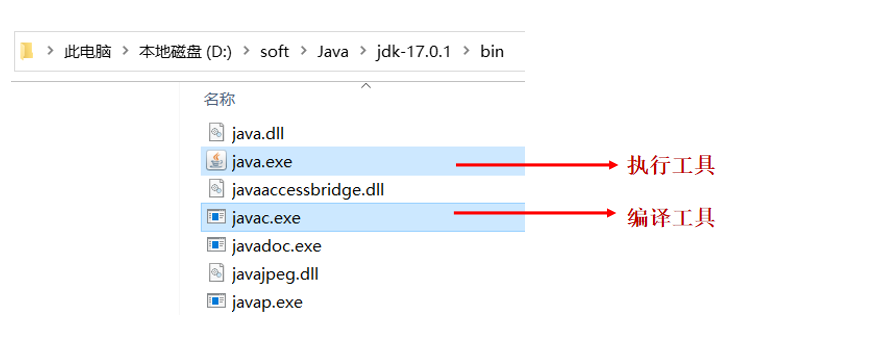 此电脑 > 本地磁盘 (D:) > soft > Java > jdk-17.0.1 > bin
名称
java.dll
java.exe
执行工具
javaaccessbridge.dll
javac.exe
编译工具
javadoc.exe
javajpeg.dll
javap.exe